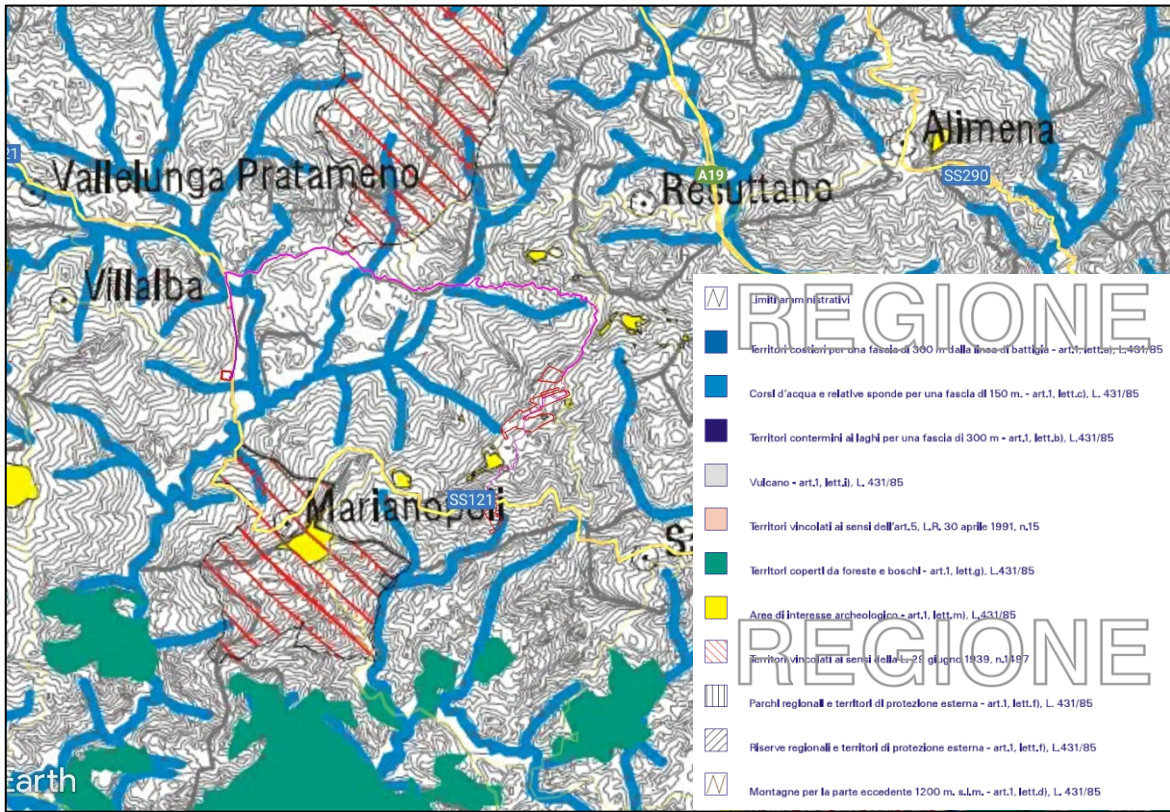 Alimena
21
Vallelunga Pratameno
A19
SS290
Resuttano
Villalba
REGIONE
Limiti amministrativi
Territori costieri per una fascia di 300 m dalla linea di battigia - art.1, lett.a), L.431/85
Corsi d'acqua e relative sponde per una fascia di 150 m. - art.1, lett.c), L. 431/85
Territori contermini ai laghi per una fascia di 300 m - art.1, lett.b), L.431/85
Vulcano - art.1, lett.i), L. 431/85
SS121
Marianopoli
Territori vincolati ai sensi dell'art.5, L.R. 30 aprile 1991, n.15
S
Territori coperti da foreste e boschi - art.1, lett.g), L.431/85
Aree di interesse archeologico - art.1, lett.m), L.431/85
REGIONE
Territori vincolati ai sensi della L. 29 giugno 1939, n.1497
Parchi regionali e territori di protezione esterna - art.1, lett.f), L. 431/85
Riserve regionali e territori di protezione esterna - art.1, lett.f), L.431/85
Earth
Montagne per la parte eccedente 1200 m. s.l.m. - art.1, lett.d), L. 431/85